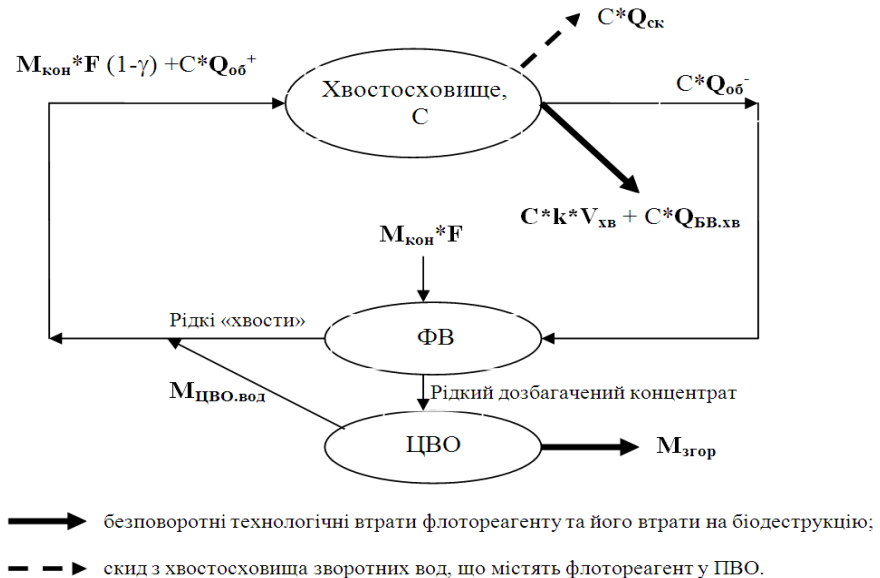 C*Qск
Mкон*F (1-γ) +C*Qоб+
Хвостосховище,
С
C*Qоб-
C*k*Vхв + C*QБВ.хв
Mкон*F
Рідкі «хвости»
ФВ
MЦВО.вод
Рідкий дозбагачений концентрат
ЦВО
Mзгор
безповоротні технологічні втрати флотореагенту та його втрати на біодеструкцію;
скид з хвостосховища зворотних вод, що містять флотореагент у ПВО.